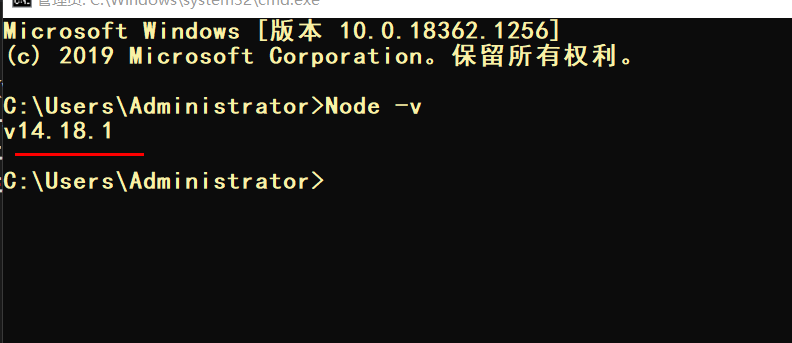 管理员: C:\Windows\system32\cmd.exe
Microsoft Windows [版本 10.0.18362.1256]
(c) 2019 Microsoft Corporation。保留所有权利。
C:\Users\Administrator>Node -v
v14.18.1
C:\Users\Administrator>